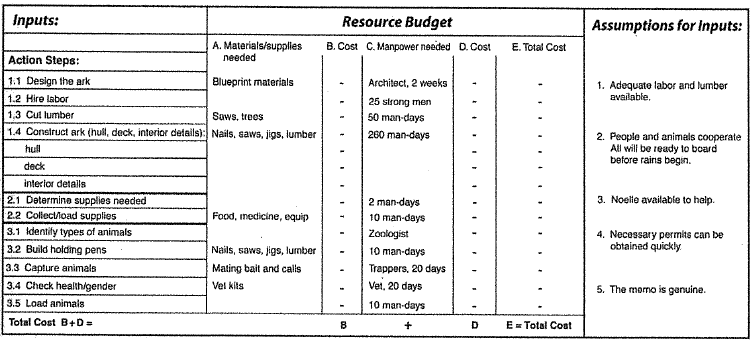 Inputs: Resource Budget Assumptions for Inputs:
A. Materials/supplies needed B. Cost C. Manpower needed D. Cost E. Total Cost
Action Steps:
1.1 Design the ark Blueprint materials - Architect, 2 weeks - -
1.2 Hire labor - 25 strong men - -
1.3 Cut lumber Saws, trees - 50 man-days - -
1.4 Construct ark (hull, deck, interior details): Nails, saws, jigs, lumber - 260 man-days - -
hull - - -
deck - - -
interior details - - -
2.1 Determine supplies needed - 2 man-days - -
2.2 Collect/load supplies Food, medicine, equip - 10 man-days - -
3.1 Identify types of animals - Zoologist - -
3.2 Build holding pens Nails, saws, jigs, lumber - 10 man-days - -
3.3 Capture animals Mating bait and calls - Trappers, 20 days - -
3.4 Check health/gender Vet kits - Vet, 20 days - -
3.5 Load animals - 10 man-days - -
Total Cost B+D = B + D E = Total Cost
1. Adequate labor and lumber
available.
2. People and animals cooperate
All will be ready to board
before rains begin.
3. Noelle available to help.
4. Necessary permits can be
obtained quickly.
5. The memo is genuine.